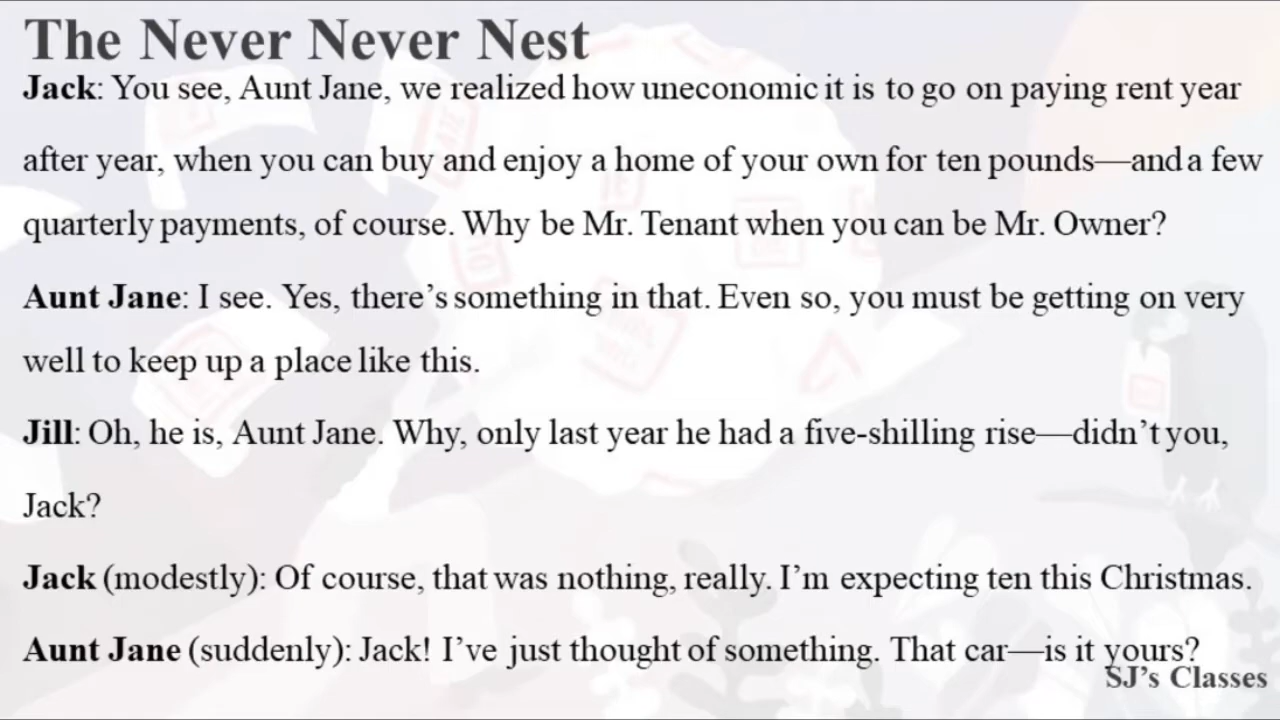 The Never Never Nest
Jack: You see, Aunt Jane, we realized how uneconomic it is to go on paying rent year
after year, when you can buy and enjoy a home of your own for ten pounds—and a few
quarterly payments, of course. Why be Mr. Tenant when you can be Mr. Owner?
Aunt Jane: I see. Yes, there's something in that. Even so, you must be getting on very
well to keep up a place like this.
Jill: Oh, he is, Aunt Jane. Why, only last year he had a five-shilling rise—didn't you,
Jack?
Jack (modestly): Of course, that was nothing, really. I'm expecting ten this Christmas.
Aunt Jane (suddenly): Jack! I've just thought of something. That car—is it yours?
SJ's Classes